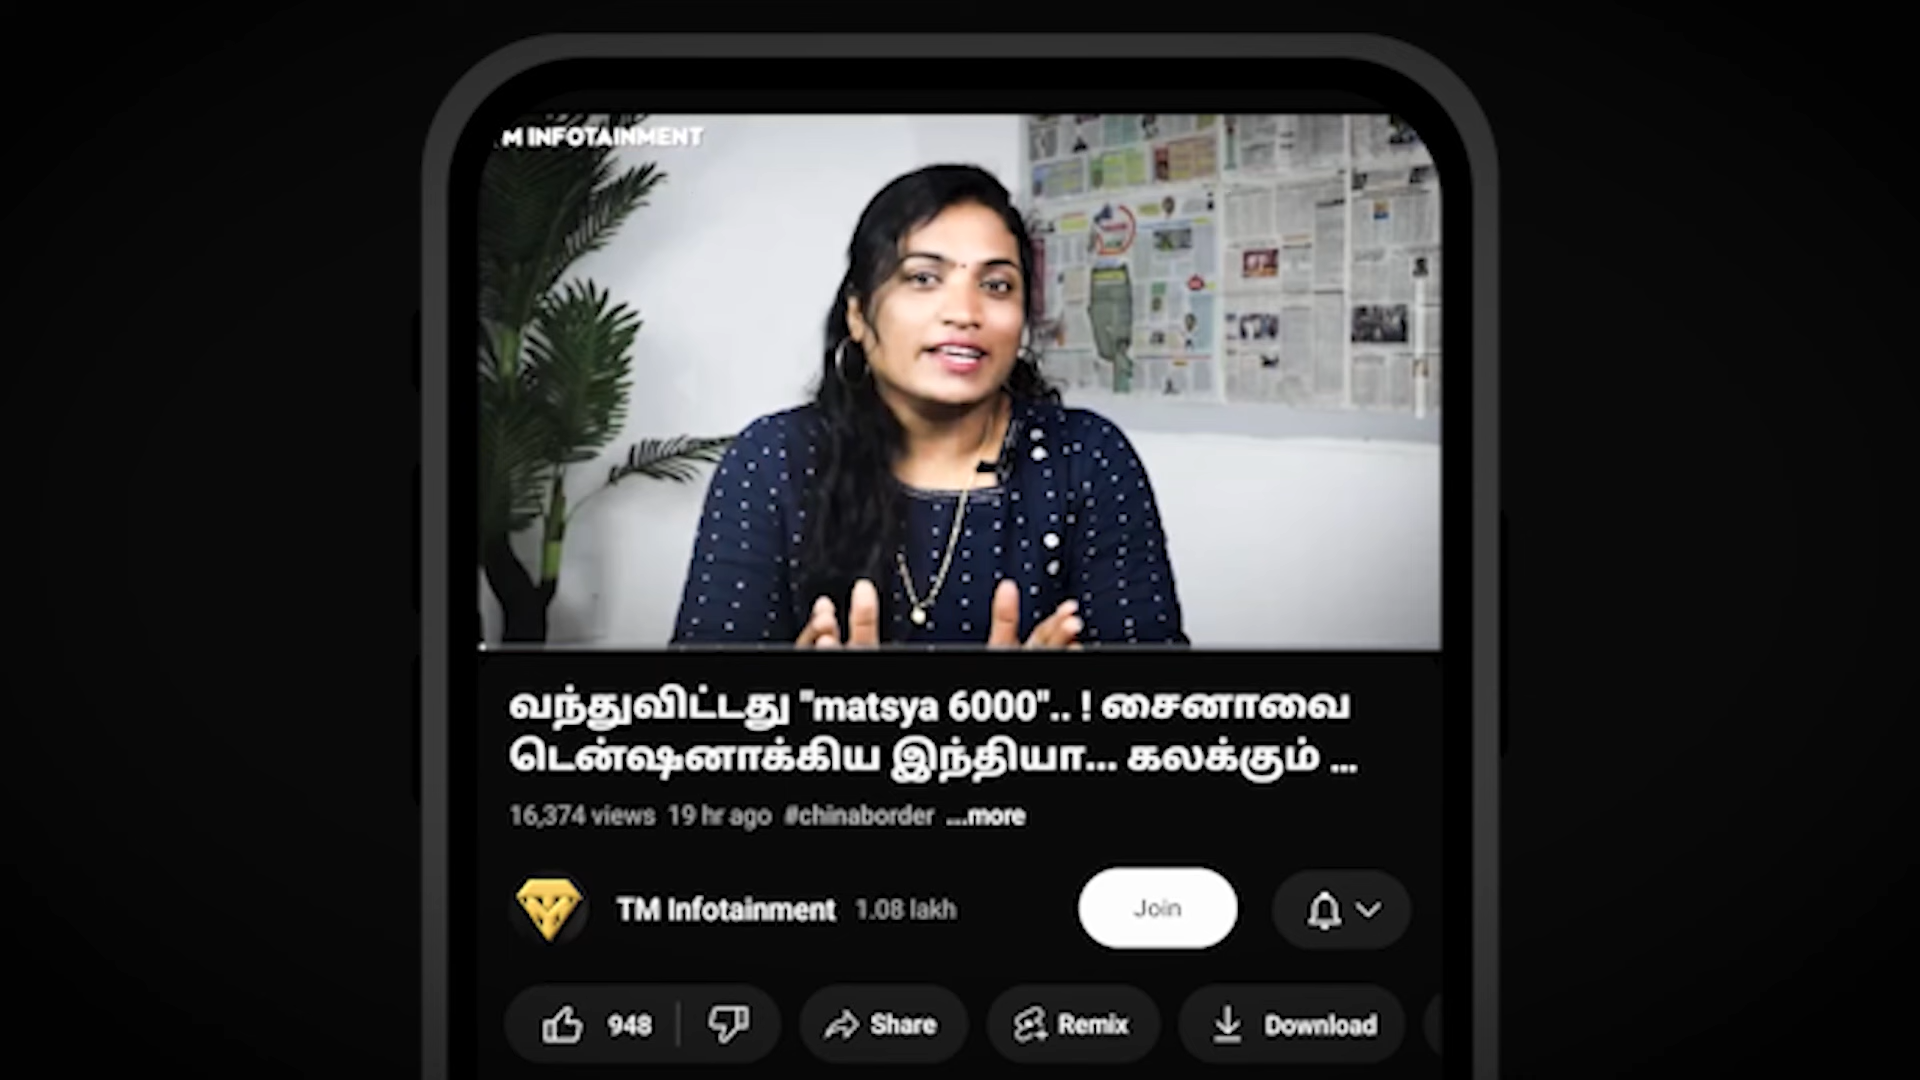 M INFOTAINMENT
வந்துவிட்டது "matsya 6000".. ! சைனாவை
டென்ஷனாக்கிய இந்தியா... கலக்கும் ...
16,374 views 19 hr ago #chinaborder ...more
TM Infotainment 1.08 lakh Join
948 Share Remix Download